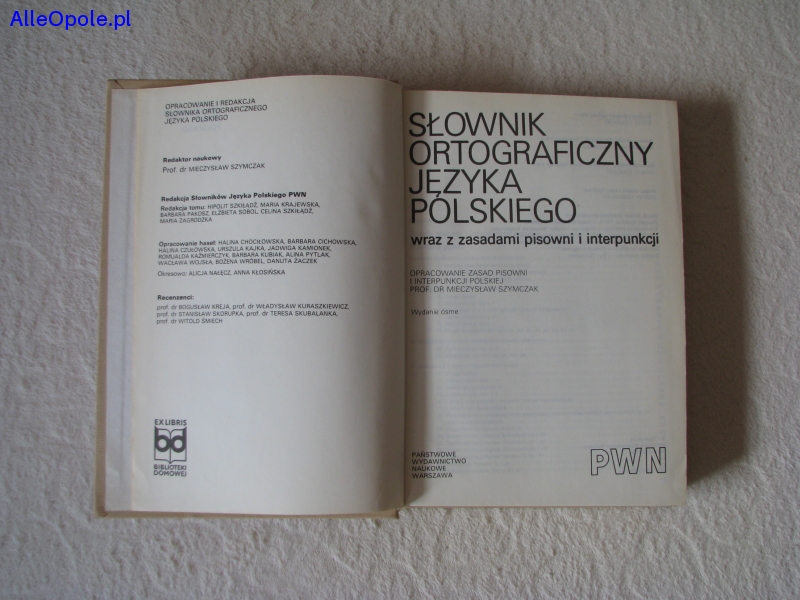 AlleOpole.pl
OPRACOWANIE I REDAKCJA
SŁOWNIKA ORTOGRAFICZNEGO
JĘZYKA POLSKIEGO
Redaktor naukowy
Prof. dr MIECZYSŁAW SZYMCZAK
Redakcja Słowników Języka Polskiego PWN
Redakcja tomu: HIPOLIT SZKIŁĄDŹ, MARIA KRAJEWSKA,
BARBARA PAKOSZ, ELŻBIETA SOBOL, CELINA SZKIŁĄDŹ,
MARIA ZAGRODZKA
Opracowanie haseł: HALINA CHOCIŁOWSKA, BARBARA CICHOWSKA,
HALINA CZUŁOWSKA, URSZULA KAJKA, JADWIGA KAMIONEK,
ROMUALDA KAŹMIERCZYK, BARBARA KUBIAK, ALINA PYTLAK,
WACŁAWA WOJSŁA, BOŻENA WRÓBEL, DANUTA ŻACZEK
Okresowo: ALICJA NAŁĘCZ, ANNA KŁOSIŃSKA
Recenzenci:
prof. dr BOGUSŁAW KREJA, prof. dr WŁADYSŁAW KURASZKIEWICZ,
prof. dr STANISŁAW SKORUPKA, prof. dr TERESA SKUBALANKA,
prof. dr WITOLD ŚMIECH
EX LIBRIS
bd
BIBLIOTEKI
DOMOWEJ
SŁOWNIK
ORTOGRAFICZNY
JĘZYKA
POLSKIEGO
wraz z zasadami pisowni i interpunkcji
OPRACOWANIE ZASAD PISOWNI
I INTERPUNKCJI POLSKIEJ
PROF. DR MIECZYSŁAW SZYMCZAK
Wydanie ósme
PAŃSTWOWE
WYDAWNICTWO
NAUKOWE
WARSZAWA
PWN